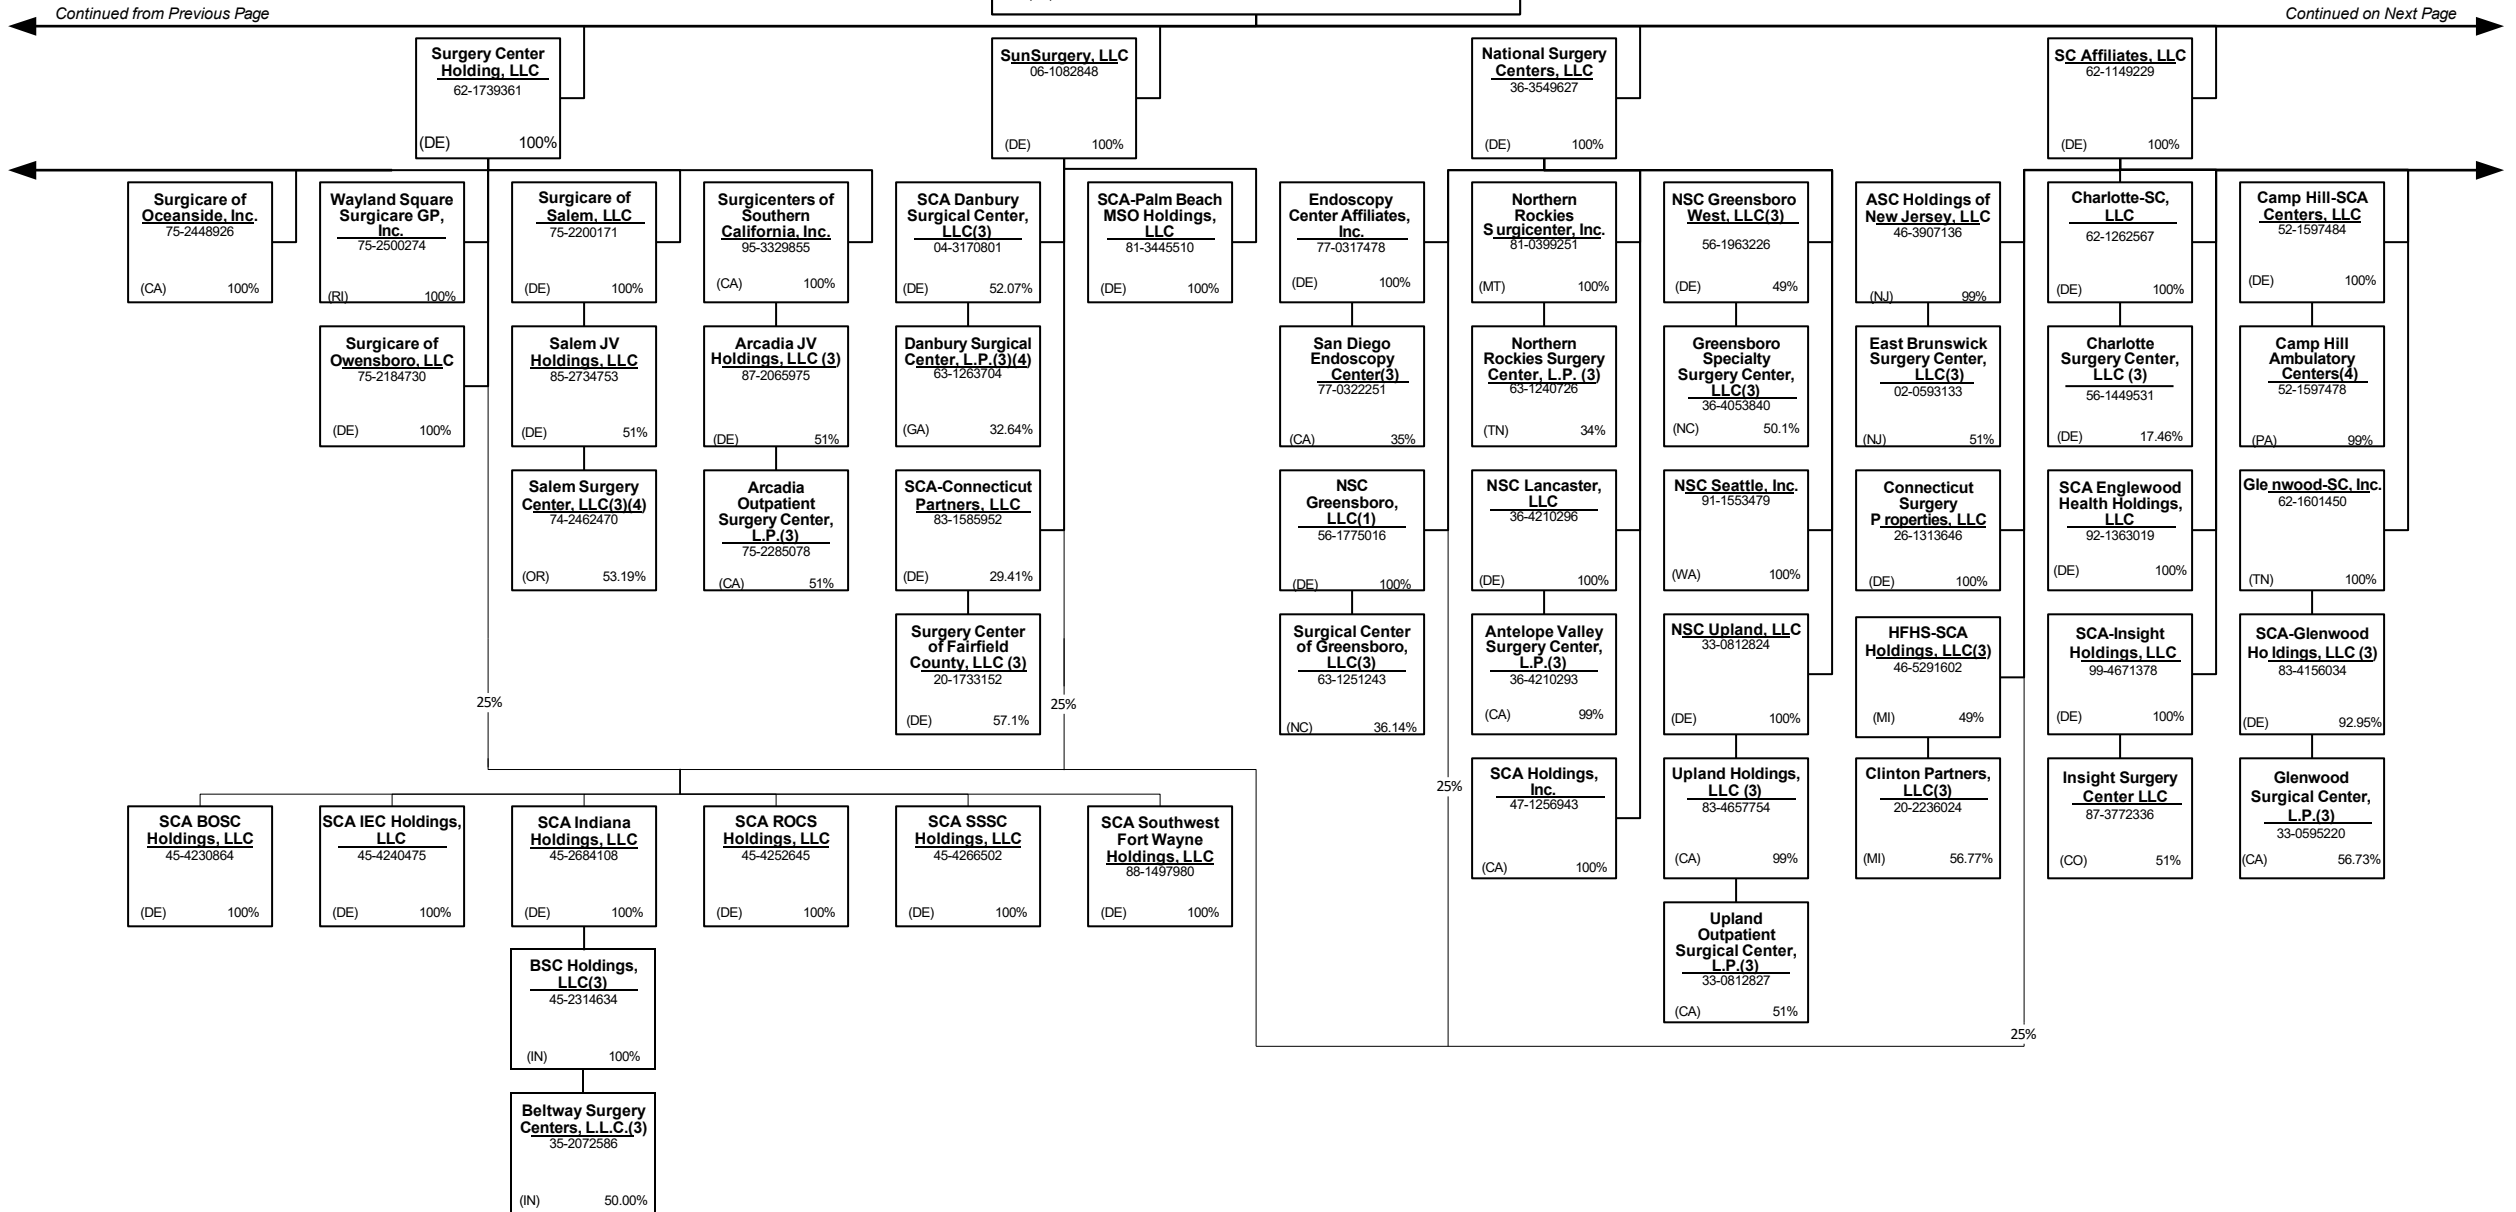 Continued from Previous Page
Continued on Next Page
Surgery Center
Holding, LLC
62-1739361
(DE) 100%
SunSurgery, LLC
06-1082848
(DE) 100%
National Surgery
Centers, LLC
36-3549627
(DE) 100%
SC Affiliates, LLC
62-1149229
(DE) 100%
Surgicare of
Oceanside, Inc.
75-2448926
(CA) 100%
Wayland Square
Surgicare GP,
Inc.
75-2500274
(RI) 100%
Surgicare of
Salem, LLC
75-2200171
(DE) 100%
Surgicenters of
Southern
California, Inc.
95-3329855
(CA) 100%
SCA Danbury
Surgical Center,
LLC(3)
04-3170801
(DE) 52.07%
SCA-Palm Beach
MSO Holdings,
LLC
81-3445510
(DE) 100%
Endoscopy
Center Affiliates,
Inc.
77-0317478
(DE) 100%
Northern
Rockies
Surgicenter, Inc.
81-0399251
(MT) 100%
NSC Greensboro
West, LLC(3)
56-1963226
(DE) 49%
ASC Holdings of
New Jersey, LLC
46-3907136
(NJ) 99%
Charlotte-SC,
LLC
62-1262567
(DE) 100%
Camp Hill-SCA
Centers, LLC
52-1597484
(DE) 100%
Surgicare of
Owensboro, LLC
75-2184730
(DE) 100%
Salem JV
Holdings, LLC
85-2734753
(DE) 51%
Arcadia JV
Holdings, LLC (3)
87-2065975
(DE) 51%
Danbury Surgical
Center, L.P.(3)(4)
63-1263704
(GA) 32.64%
San Diego
Endoscopy
Center(3)
77-0322251
(CA) 35%
Northern
Rockies Surgery
Center, L.P. (3)
63-1240726
(TN) 34%
Greensboro
Specialty
Surgery Center,
LLC(3)
36-4053840
(NC) 50.1%
East Brunswick
Surgery Center,
LLC(3)
02-0593133
(NJ) 51%
Charlotte
Surgery Center,
LLC (3)
56-1449531
(DE) 17.46%
Camp Hill
Ambulatory
Centers(4)
52-1597478
(PA) 99%
Salem Surgery
Center, LLC(3)(4)
74-2462470
(OR) 53.19%
Arcadia
Outpatient
Surgery Center,
L.P.(3)
75-2285078
(CA) 51%
SCA-Connecticut
Partners, LLC
83-1585952
(DE) 29.41%
NSC
Greensboro,
LLC(1)
56-1775016
(DE) 100%
NSC Lancaster,
LLC
36-4210296
(DE) 100%
NSC Seattle, Inc.
91-1553479
(WA) 100%
Connecticut
Surgery
Properties, LLC
26-1313646
(DE) 100%
SCA Englewood
Health Holdings,
LLC
92-1363019
(DE) 100%
Glenwood-SC, Inc.
62-1601450
(TN) 100%
Surgery Center
of Fairfield
County, LLC (3)
20-1733152
(DE) 57.1%
Surgical Center
of Greensboro,
LLC(3)
63-1251243
(NC) 36.14%
Antelope Valley
Surgery Center,
L.P.(3)
36-4210293
(CA) 99%
NSC Upland, LLC
33-0812824
(DE) 100%
HFHS-SCA
Holdings, LLC(3)
46-5291602
(MI) 49%
SCA-Insight
Holdings, LLC
99-4671378
(DE) 100%
SCA-Glenwood
Holdings, LLC (3)
83-4156034
(DE) 92.95%
25%
25%
25%
SCA Holdings,
Inc.
47-1256943
(CA) 100%
Upland Holdings,
LLC (3)
83-4657754
(CA) 99%
Clinton Partners,
LLC(3)
20-2236024
(MI) 56.77%
Insight Surgery
Center LLC
87-3772336
(CO) 51%
Glenwood
Surgical Center,
L.P.(3)
33-0595220
(CA) 56.73%
SCA BOSC
Holdings, LLC
45-4230864
(DE) 100%
SCA IEC Holdings,
LLC
45-4240475
(DE) 100%
SCA Indiana
Holdings, LLC
45-2684108
(DE) 100%
SCA ROCS
Holdings, LLC
45-4252645
(DE) 100%
SCA SSSC
Holdings, LLC
45-4266502
(DE) 100%
SCA Southwest
Fort Wayne
Holdings, LLC
88-1497980
(DE) 100%
Upland
Outpatient
Surgical Center,
L.P.(3)
33-0812827
(CA) 51%
25%
BSC Holdings,
LLC(3)
45-2314634
(IN) 100%
Beltway Surgery
Centers, L.L.C.(3)
35-2072586
(IN) 50.00%